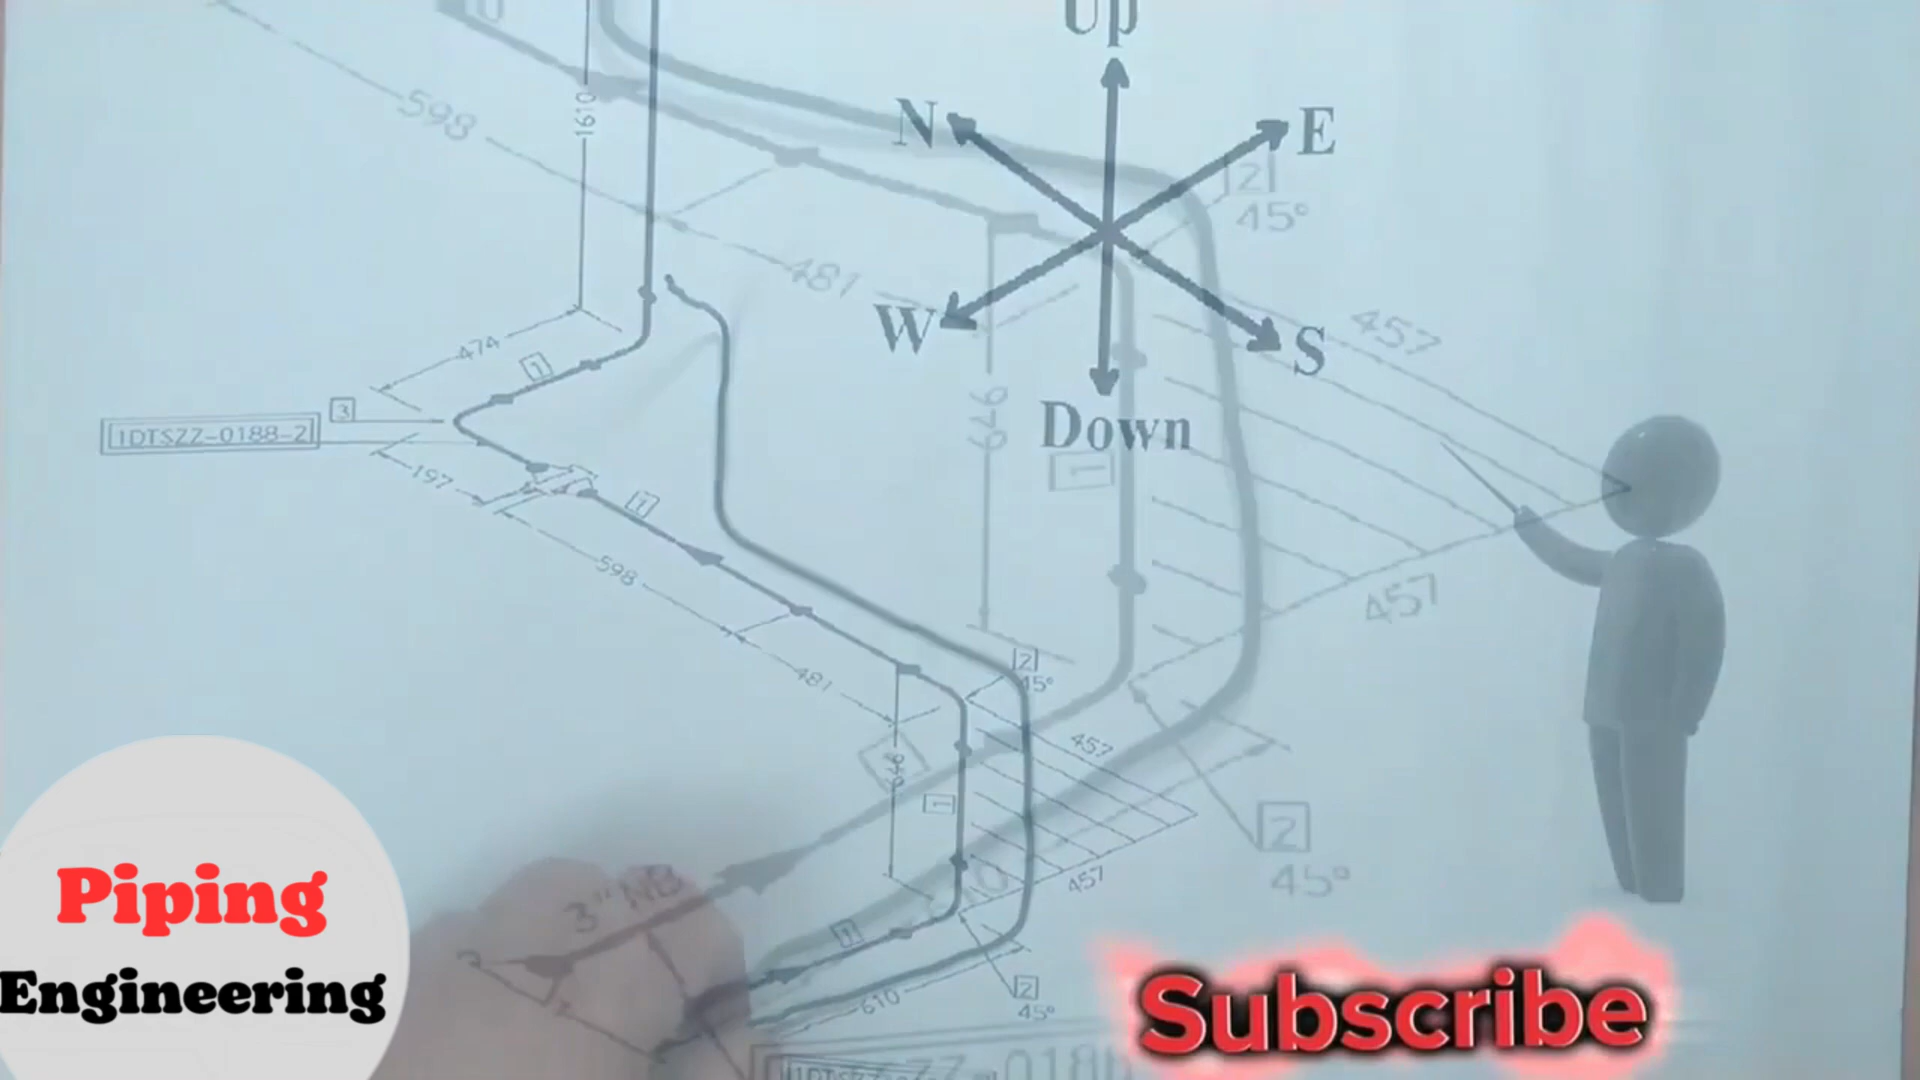 Up
598
1610
N
E
2
45°
481
W
457
S
474
1
646
3
Down
1DTSZZ-0188-2
1
197
1
598
457
2
45°
481
457
646
1
2
45°
457
3" NB
1
610
2
45°
Piping
Engineering
Subscribe